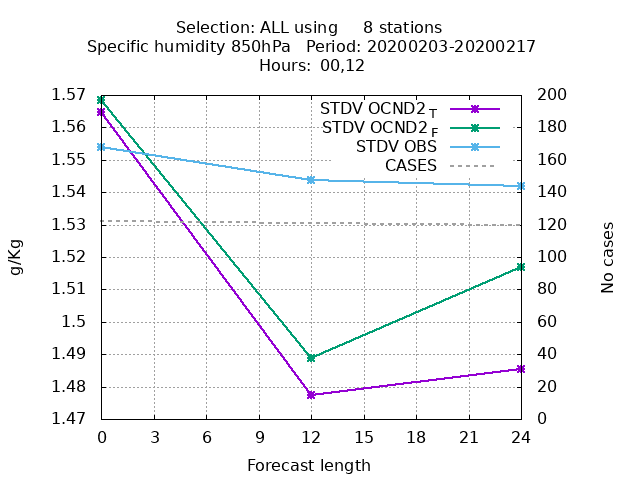 Selection: ALL using     8 stations
Specific humidity 850hPa   Period: 20200203-20200217
Hours:  00,12
1.57
1.56
1.55
1.54
1.53
1.52
1.51
1.5
1.49
1.48
1.47
g/Kg
STDV OCND2 T
STDV OCND2 F
STDV OBS
CASES
200
180
160
140
120
100
80
60
40
20
0
No cases
0 3 6 9 12 15 18 21 24
Forecast length